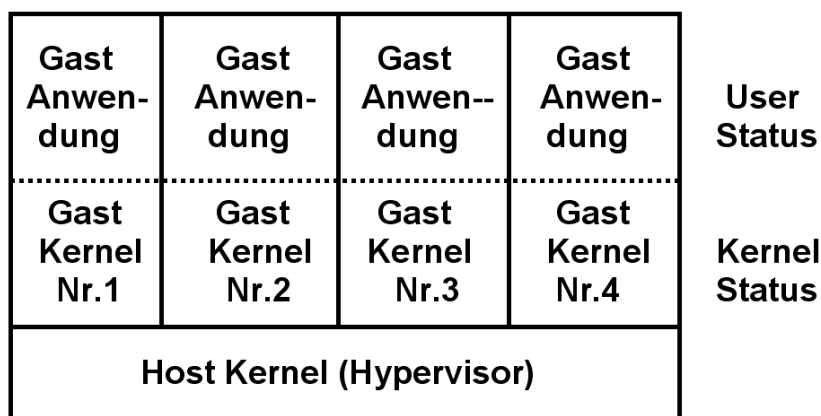 Gast
Anwen-
dung
Gast
Anwen-
dung
Gast
Anwen--
dung
Gast
Anwen-
dung
User
Status
Gast
Kernel
Nr.1
Gast
Kernel
Nr.2
Gast
Kernel
Nr.3
Gast
Kernel
Nr.4
Kernel
Status
Host Kernel (Hypervisor)